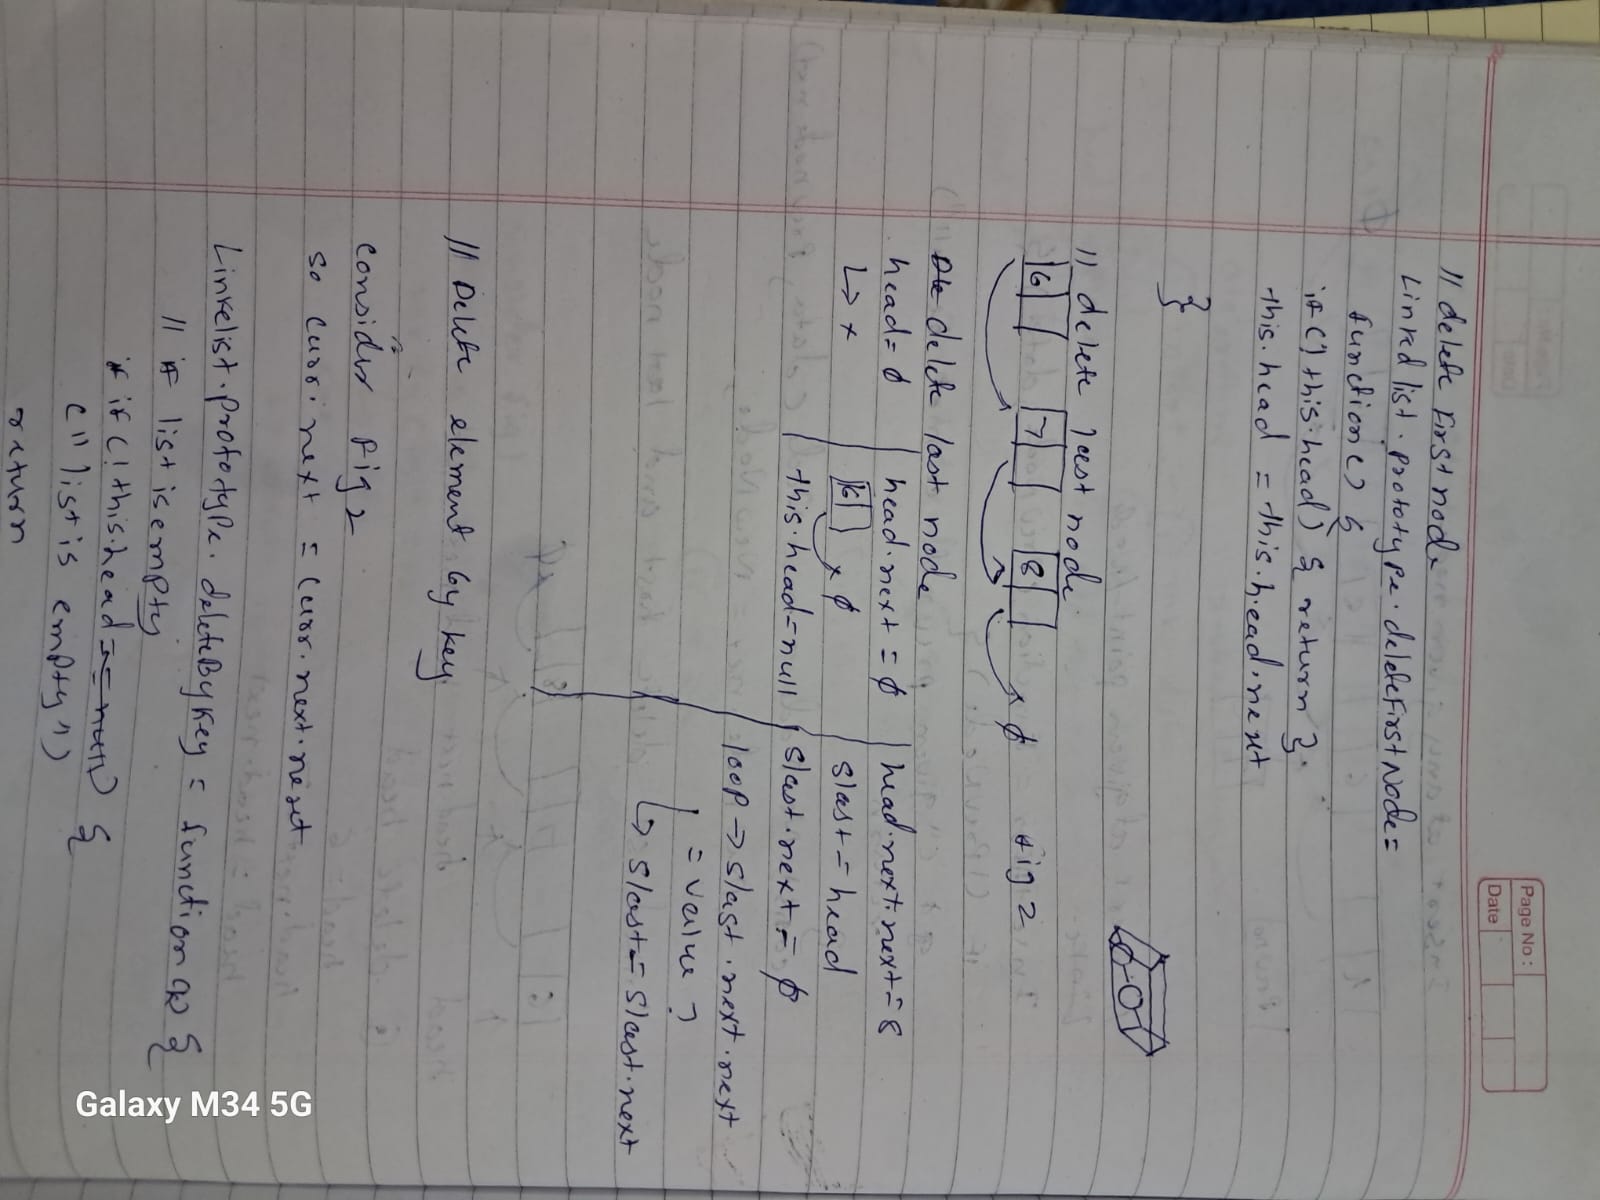 Page No :
Date
// delete First node
Linked list . prototype . deleteFirstNode =
function() {
if (! this.head) { return }.
this. head = this.head.next
}
// delete last node
6 7 8 ∅ fig 2
Dle delete last node
head = ∅
↳ x
head.next = ∅
6 ∅
this.head=null
head.next.next = 8
Slast = head
Slast.next = ∅
loop → Slast . next . next
= value ?
↳ Slast = Slast.next
// Delete element by key.
consider fig 2
so curr. next = curr. next. next
Linkelist . prototype . deleteByKey = function {
// if list is empty
if (! this.head == null) {
(" list is empty ")
return
Galaxy M34 5G